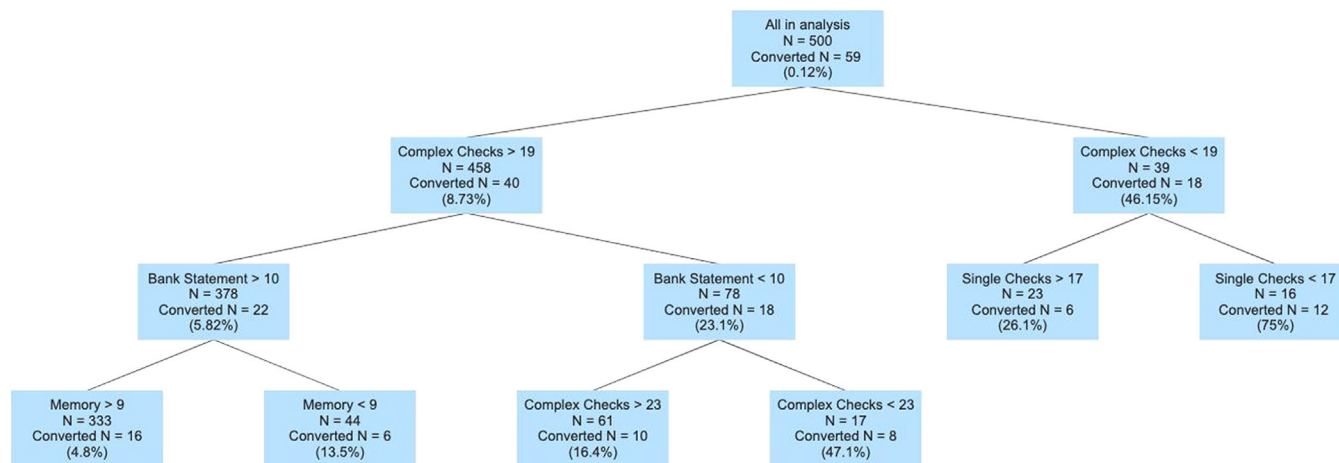 All in analysis
N = 500
Converted N = 59
(0.12%)
Complex Checks > 19
N = 458
Converted N = 40
(8.73%)
Complex Checks < 19
N = 39
Converted N = 18
(46.15%)
Bank Statement > 10
N = 378
Converted N = 22
(5.82%)
Bank Statement < 10
N = 78
Converted N = 18
(23.1%)
Single Checks > 17
N = 23
Converted N = 6
(26.1%)
Single Checks < 17
N = 16
Converted N = 12
(75%)
Memory > 9
N = 333
Converted N = 16
(4.8%)
Memory < 9
N = 44
Converted N = 6
(13.5%)
Complex Checks > 23
N = 61
Converted N = 10
(16.4%)
Complex Checks < 23
N = 17
Converted N = 8
(47.1%)